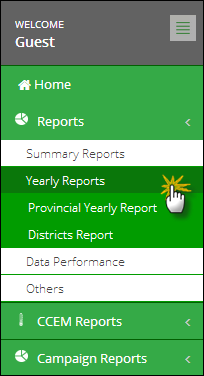 WELCOME
Guest
Home
Reports
Summary Reports
Yearly Reports
Provincial Yearly Report
Districts Report
Data Performance
Others
CCEM Reports
Campaign Reports